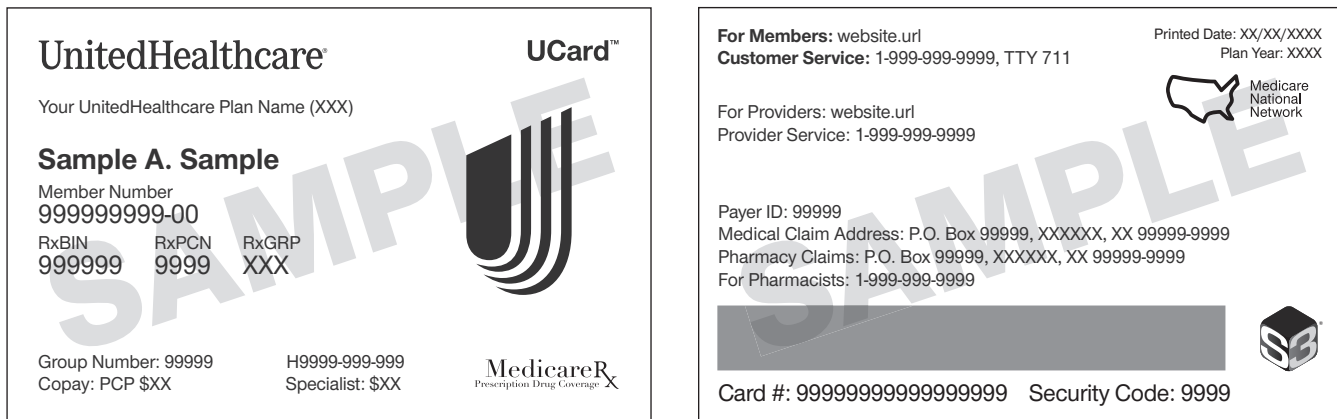 UnitedHealthcare®
UCard™
Your UnitedHealthcare Plan Name (XXX)
Sample A. Sample
Member Number
999999999-00
RxBIN RxPCN RxGRP
999999 9999 XXX
Group Number: 99999 H9999-999-999
Copay: PCP $XX Specialist: $XX
MedicareRx
Prescription Drug Coverage
SAMPLE
For Members: website.url
Customer Service: 1-999-999-9999, TTY 711
Printed Date: XX/XX/XXXX
Plan Year: XXXX
Medicare
National
Network
For Providers: website.url
Provider Service: 1-999-999-9999
Payer ID: 99999
Medical Claim Address: P.O. Box 99999, XXXXXX, XX 99999-9999
Pharmacy Claims: P.O. Box 99999, XXXXXX, XX 99999-9999
For Pharmacists: 1-999-999-9999
S3®
Card #: 99999999999999999 Security Code: 9999
SAMPLE